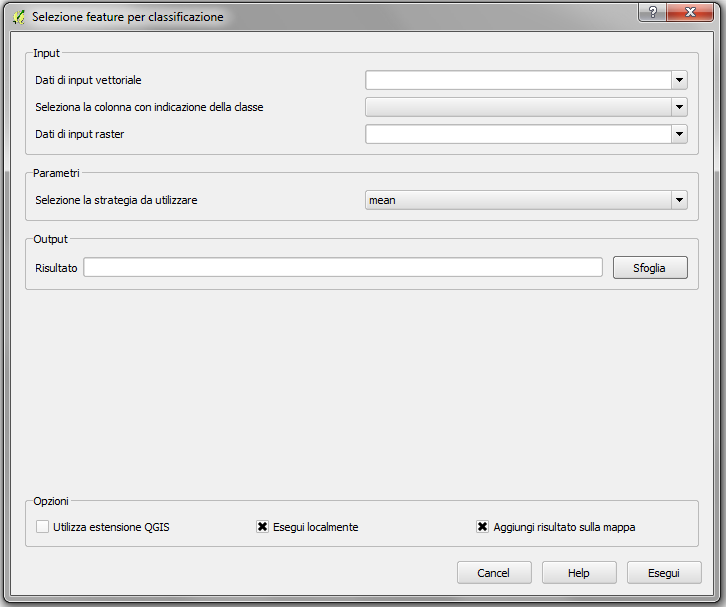 Selezione feature per classificazione
Input
Dati di input vettoriale
Seleziona la colonna con indicazione della classe
Dati di input raster
Parametri
Selezione la strategia da utilizzare mean
Output
Risultato Sfoglia
Opzioni
Utilizza estensione QGIS Esegui localmente Aggiungi risultato sulla mappa
Cancel Help Esegui